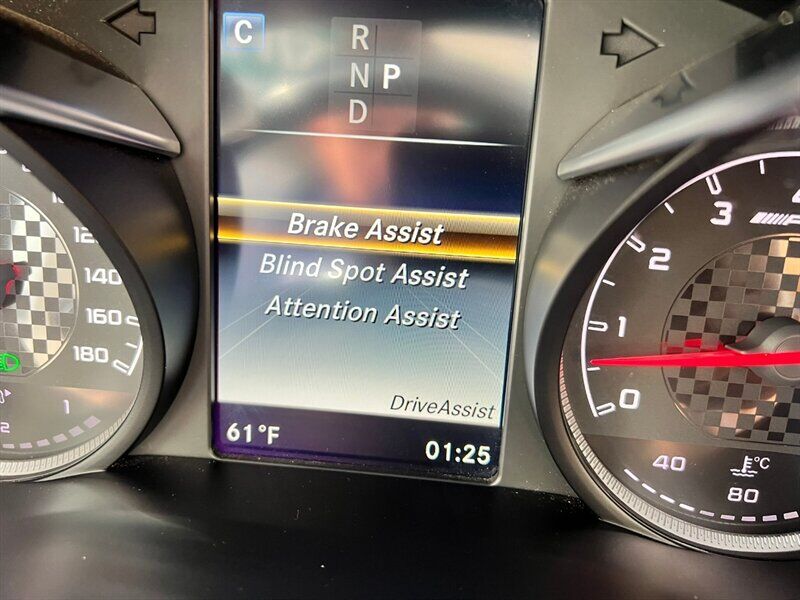 C
R
N P
D
Brake Assist
Blind Spot Assist
Attention Assist
DriveAssist
61°F
01:25
140
160
180
1
3
2
1
0
40
°C
80